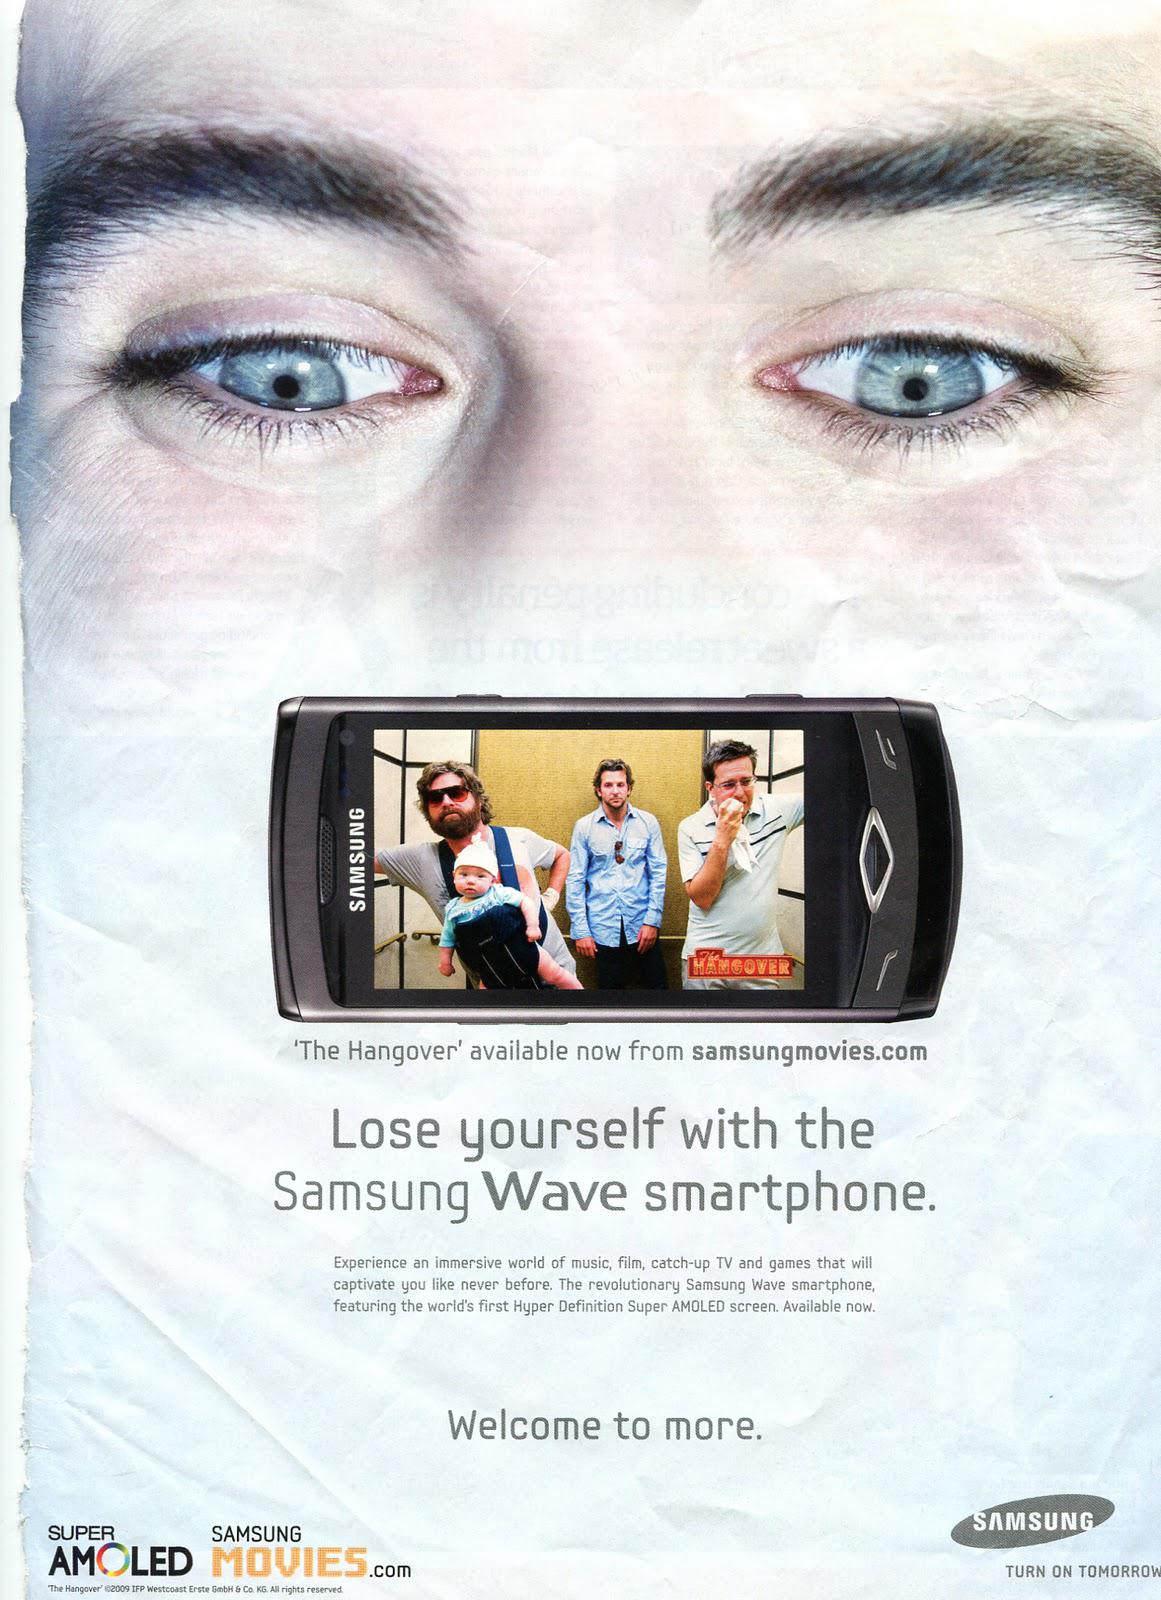 SAMSUNG
The
HANGOVER
'The Hangover' available now from samsungmovies.com
Lose yourself with the
Samsung Wave smartphone.
Experience an immersive world of music, film, catch-up TV and games that will
captivate you like never before. The revolutionary Samsung Wave smartphone,
featuring the world's first Hyper Definition Super AMOLED screen. Available now.
Welcome to more.
SUPER
AMOLED
SAMSUNG
MOVIES.com
'The Hangover' ©2009 IFP Westcoast Erste GmbH & Co. KG. All rights reserved.
SAMSUNG
TURN ON TOMORROW